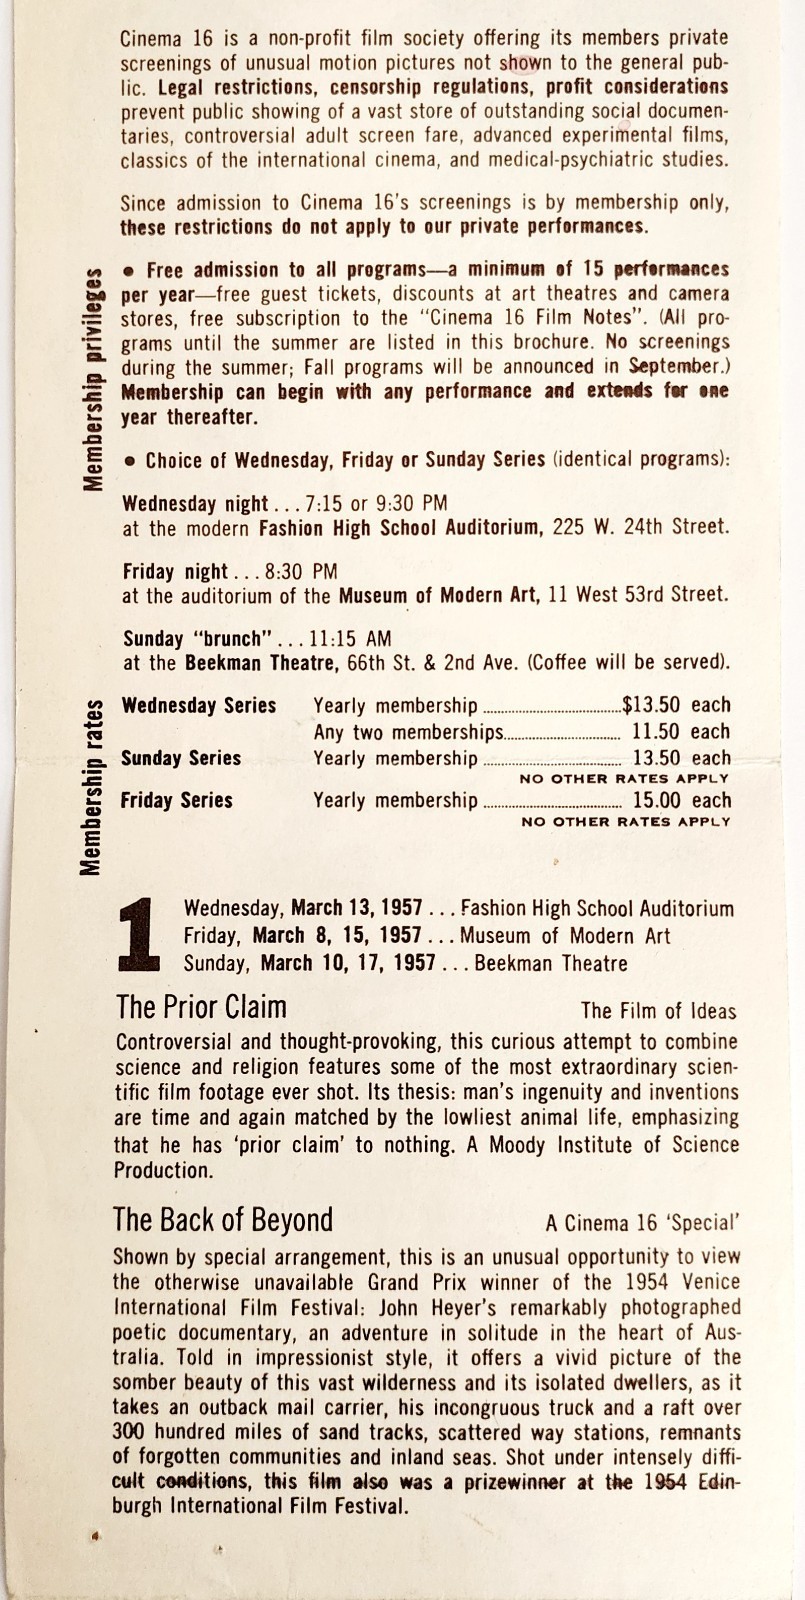 Cinema 16 is a non-profit film society offering its members private
screenings of unusual motion pictures not shown to the general pub-
lic. Legal restrictions, censorship regulations, profit considerations
prevent public showing of a vast store of outstanding social documen-
taries, controversial adult screen fare, advanced experimental films,
classics of the international cinema, and medical-psychiatric studies.
Since admission to Cinema 16's screenings is by membership only,
these restrictions do not apply to our private performances.
Membership privileges
• Free admission to all programs—a minimum of 15 performances
per year—free guest tickets, discounts at art theatres and camera
stores, free subscription to the "Cinema 16 Film Notes". (All pro-
grams until the summer are listed in this brochure. No screenings
during the summer; Fall programs will be announced in September.)
Membership can begin with any performance and extends for one
year thereafter.
• Choice of Wednesday, Friday or Sunday Series (identical programs):
Wednesday night . . . 7:15 or 9:30 PM
at the modern Fashion High School Auditorium, 225 W. 24th Street.
Friday night . . . 8:30 PM
at the auditorium of the Museum of Modern Art, 11 West 53rd Street.
Sunday "brunch" . . . 11:15 AM
at the Beekman Theatre, 66th St. & 2nd Ave. (Coffee will be served).
Membership rates
Wednesday Series Yearly membership ........ $13.50 each
Any two memberships ........ 11.50 each
Sunday Series Yearly membership ........ 13.50 each
NO OTHER RATES APPLY
Friday Series Yearly membership ........ 15.00 each
NO OTHER RATES APPLY
1
Wednesday, March 13, 1957 . . . Fashion High School Auditorium
Friday, March 8, 15, 1957 . . . Museum of Modern Art
Sunday, March 10, 17, 1957 . . . Beekman Theatre
The Prior Claim The Film of Ideas
Controversial and thought-provoking, this curious attempt to combine
science and religion features some of the most extraordinary scien-
tific film footage ever shot. Its thesis: man's ingenuity and inventions
are time and again matched by the lowliest animal life, emphasizing
that he has 'prior claim' to nothing. A Moody Institute of Science
Production.
The Back of Beyond A Cinema 16 'Special'
Shown by special arrangement, this is an unusual opportunity to view
the otherwise unavailable Grand Prix winner of the 1954 Venice
International Film Festival: John Heyer's remarkably photographed
poetic documentary, an adventure in solitude in the heart of Aus-
tralia. Told in impressionist style, it offers a vivid picture of the
somber beauty of this vast wilderness and its isolated dwellers, as it
takes an outback mail carrier, his incongruous truck and a raft over
300 hundred miles of sand tracks, scattered way stations, remnants
of forgotten communities and inland seas. Shot under intensely diffi-
cult conditions, this film also was a prizewinner at the 1954 Edin-
burgh International Film Festival.